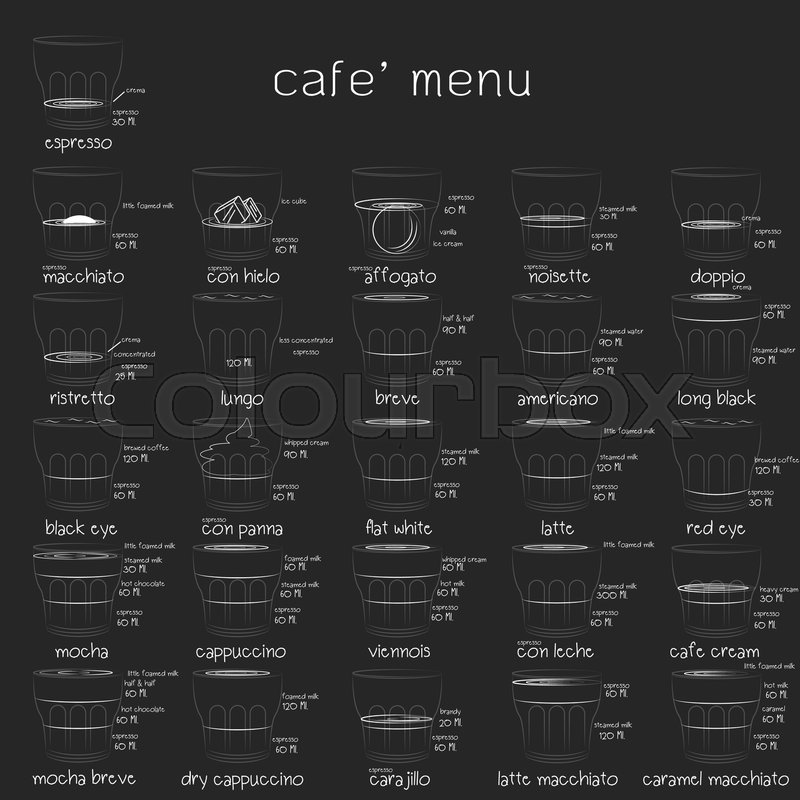 cafe' menu
crema
espresso
30 Ml.
espresso
little foamed milk
espresso
60 Ml.
espresso
macchiato
ice cube
espresso
60 Ml.
espresso
con hielo
espresso
60 Ml.
vanilla
ice cream
espresso
affogato
steamed milk
30 Ml.
espresso
60 Ml.
espresso
noisette
crema
espresso
60 Ml.
doppio
crema
concentrated
espresso
25 Ml.
ristretto
less concentrated
espresso
120 Ml.
lungo
half & half
90 Ml.
espresso
60 Ml.
breve
steamed water
90 Ml.
espresso
60 Ml.
americano
crema
espresso
60 Ml.
steamed water
90 Ml.
long black
colourbox
brewed coffee
120 Ml.
espresso
60 Ml.
black eye
whipped cream
90 Ml.
espresso
60 Ml.
espresso
con panna
steamed milk
120 Ml.
espresso
60 Ml.
flat white
little foamed milk
steamed milk
120 Ml.
espresso
60 Ml.
latte
brewed coffee
120 Ml.
espresso
30 Ml.
red eye
little foamed milk
steamed milk
30 Ml.
hot chocolate
60 Ml.
espresso
60 Ml.
mocha
foamed milk
60 Ml.
steamed milk
60 Ml.
espresso
60 Ml.
cappuccino
whipped cream
60 Ml.
hot milk
60 Ml.
espresso
60 Ml.
viennois
little foamed milk
steamed milk
300 Ml.
espresso
60 Ml.
espresso
con leche
heavy cream
30 Ml.
espresso
60 Ml.
cafe cream
little foamed milk
half & half
60 Ml.
hot chocolate
60 Ml.
espresso
60 Ml.
mocha breve
foamed milk
120 Ml.
espresso
60 Ml.
dry cappuccino
brandy
20 Ml.
espresso
60 Ml.
espresso
carajillo
espresso
60 Ml.
steamed milk
120 Ml.
latte macchiato
little foamed milk
hot milk
60 Ml.
caramel
60 Ml.
espresso
60 Ml.
caramel macchiato